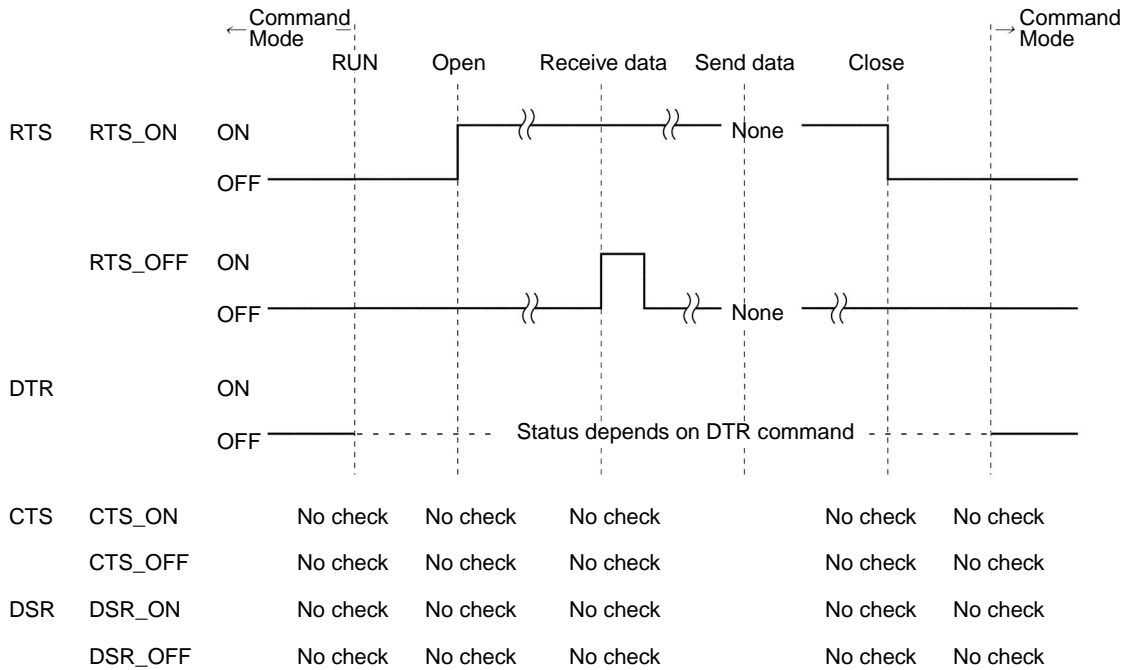 ← Command Mode
→ Command Mode
RUN Open Receive data Send data Close
RTS RTS_ON ON
None
OFF
RTS_OFF ON
OFF
None
DTR ON
OFF
Status depends on DTR command
CTS CTS_ON No check No check No check No check No check
CTS_OFF No check No check No check No check No check
DSR DSR_ON No check No check No check No check No check
DSR_OFF No check No check No check No check No check